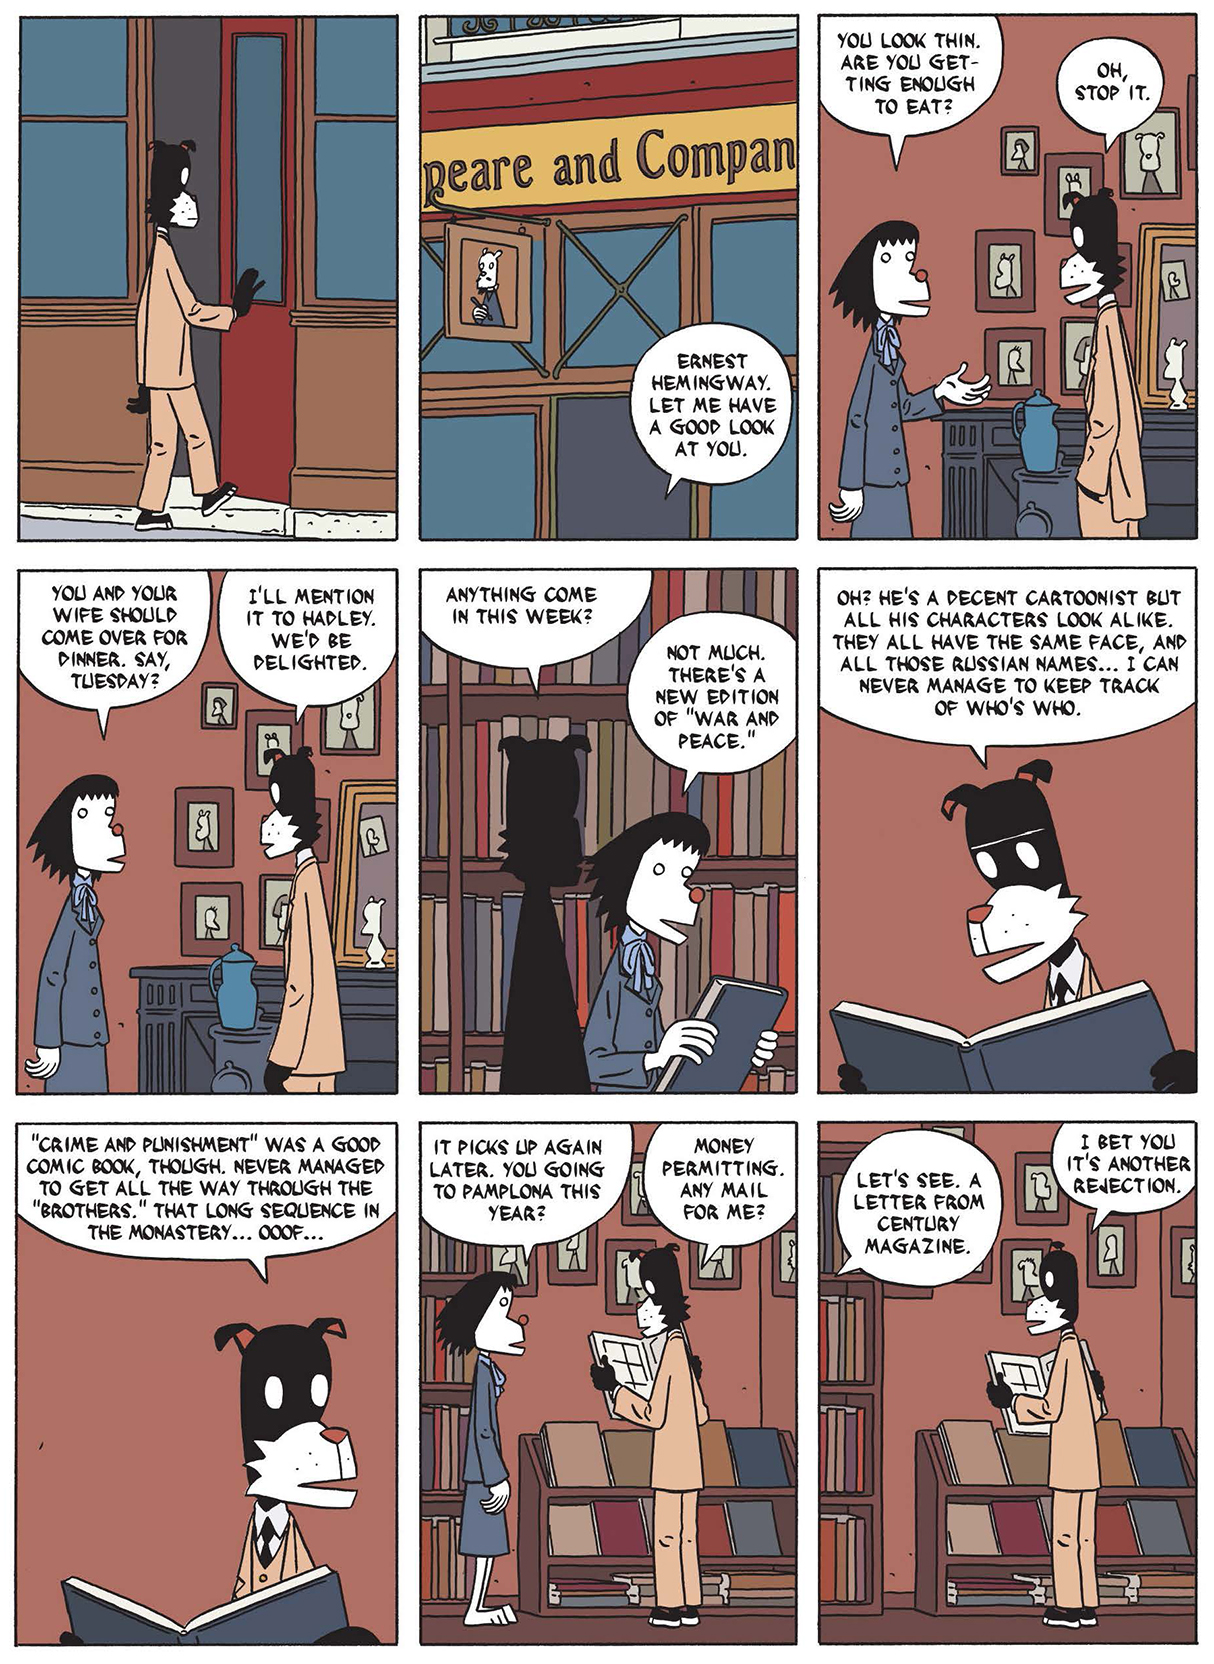 peare and Compan
ERNEST
HEMINGWAY.
LET ME HAVE
A GOOD LOOK
AT YOU.
YOU LOOK THIN.
ARE YOU GET-
TING ENOUGH
TO EAT?
OH,
STOP IT.
YOU AND YOUR
WIFE SHOULD
COME OVER FOR
DINNER. SAY,
TUESDAY?
I'LL MENTION
IT TO HADLEY.
WE'D BE
DELIGHTED.
ANYTHING COME
IN THIS WEEK?
NOT MUCH.
THERE'S A
NEW EDITION
OF "WAR AND
PEACE."
OH? HE'S A DECENT CARTOONIST BUT
ALL HIS CHARACTERS LOOK ALIKE.
THEY ALL HAVE THE SAME FACE, AND
ALL THOSE RUSSIAN NAMES... I CAN
NEVER MANAGE TO KEEP TRACK
OF WHO'S WHO.
"CRIME AND PUNISHMENT" WAS A GOOD
COMIC BOOK, THOUGH. NEVER MANAGED
TO GET ALL THE WAY THROUGH THE
"BROTHERS." THAT LONG SEQUENCE IN
THE MONASTERY... OOOF...
IT PICKS UP AGAIN
LATER. YOU GOING
TO PAMPLONA THIS
YEAR?
MONEY
PERMITTING.
ANY MAIL
FOR ME?
LET'S SEE. A
LETTER FROM
CENTURY
MAGAZINE.
I BET YOU
IT'S ANOTHER
REJECTION.